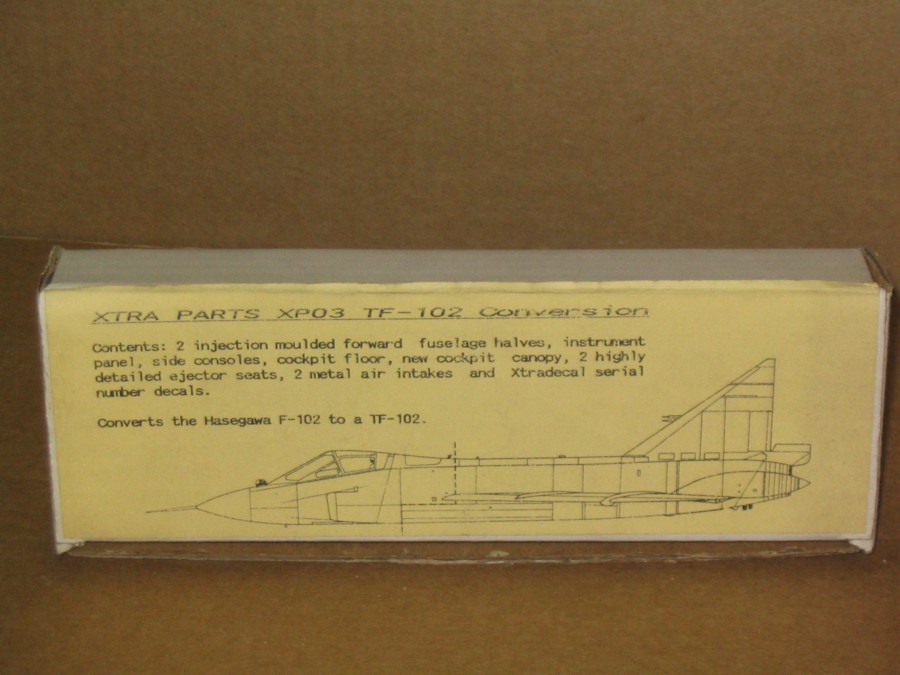 XTRA PARTS XP03 TF-102 Conversion
Contents: 2 injection moulded forward fuselage halves, instrument
panel, side consoles, cockpit floor, new cockpit canopy, 2 highly
detailed ejector seats, 2 metal air intakes and Xtradecal serial
number decals.
Converts the Hasegawa F-102 to a TF-102.